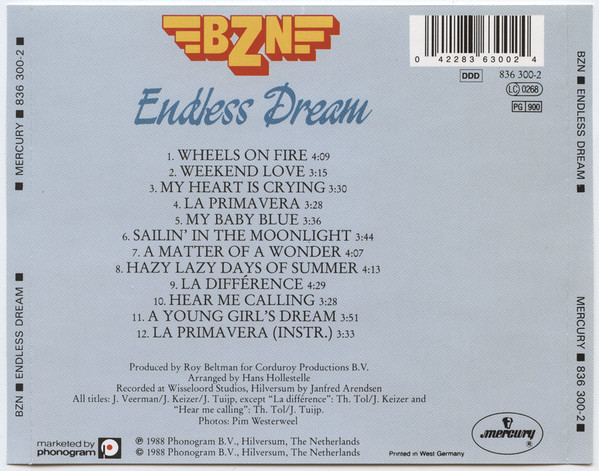 BZN
0 42283 63002 4
DDD
836 300-2
LC 0268
PG 900
Endless Dream
1. WHEELS ON FIRE 4:09
2. WEEKEND LOVE 3:15
3. MY HEART IS CRYING 3:30
4. LA PRIMAVERA 3:28
5. MY BABY BLUE 3:36
6. SAILIN' IN THE MOONLIGHT 3:44
7. A MATTER OF A WONDER 4:07
8. HAZY LAZY DAYS OF SUMMER 4:13
9. LA DIFFÉRENCE 4:29
10. HEAR ME CALLING 3:28
11. A YOUNG GIRL'S DREAM 3:51
12. LA PRIMAVERA (INSTR.) 3:33
Produced by Roy Beltman for Corduroy Productions B.V.
Arranged by Hans Hollestelle
Recorded at Wisseloord Studios, Hilversum by Janfred Arendsen
All titles: J. Veerman/J. Keizer/J. Tuijp, except "La différence": Th. Tol/J. Keizer and
"Hear me calling": Th. Tol/J. Tuijp.
Photos: Pim Westerweel
marketed by
phonogram
℗ 1988 Phonogram B.V., Hilversum, The Netherlands
© 1988 Phonogram B.V., Hilversum, The Netherlands
mercury
Printed in West Germany
BZN ■ ENDLESS DREAM ■ MERCURY ■ 836 300-2 ■
BZN ■ ENDLESS DREAM ■ MERCURY ■ 836 300-2 ■